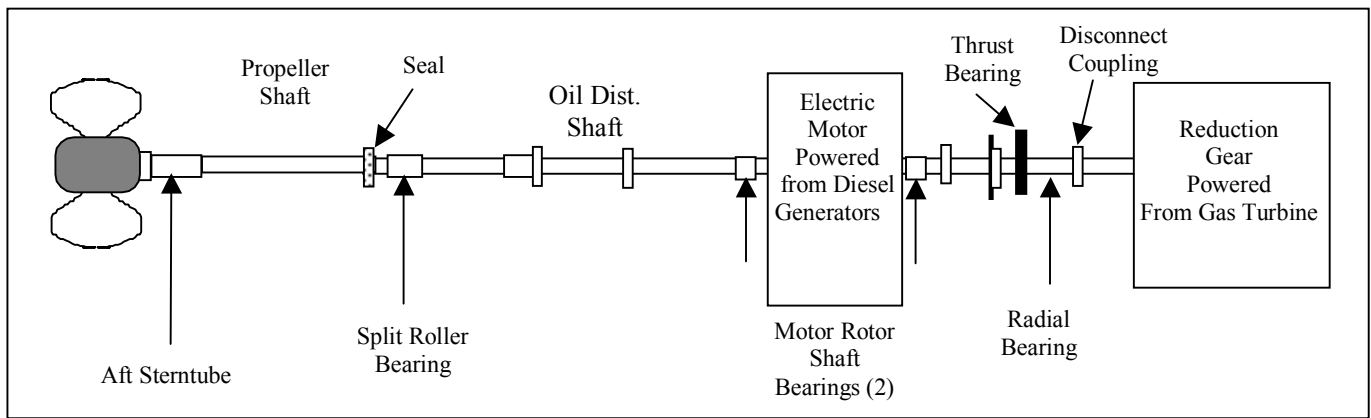 Propeller
Shaft
Seal
Oil Dist.
Shaft
Electric
Motor
Powered
from Diesel
Generators
Thrust
Bearing
Disconnect
Coupling
Reduction
Gear
Powered
From Gas Turbine
Aft Sterntube
Split Roller
Bearing
Motor Rotor
Shaft
Bearings (2)
Radial
Bearing